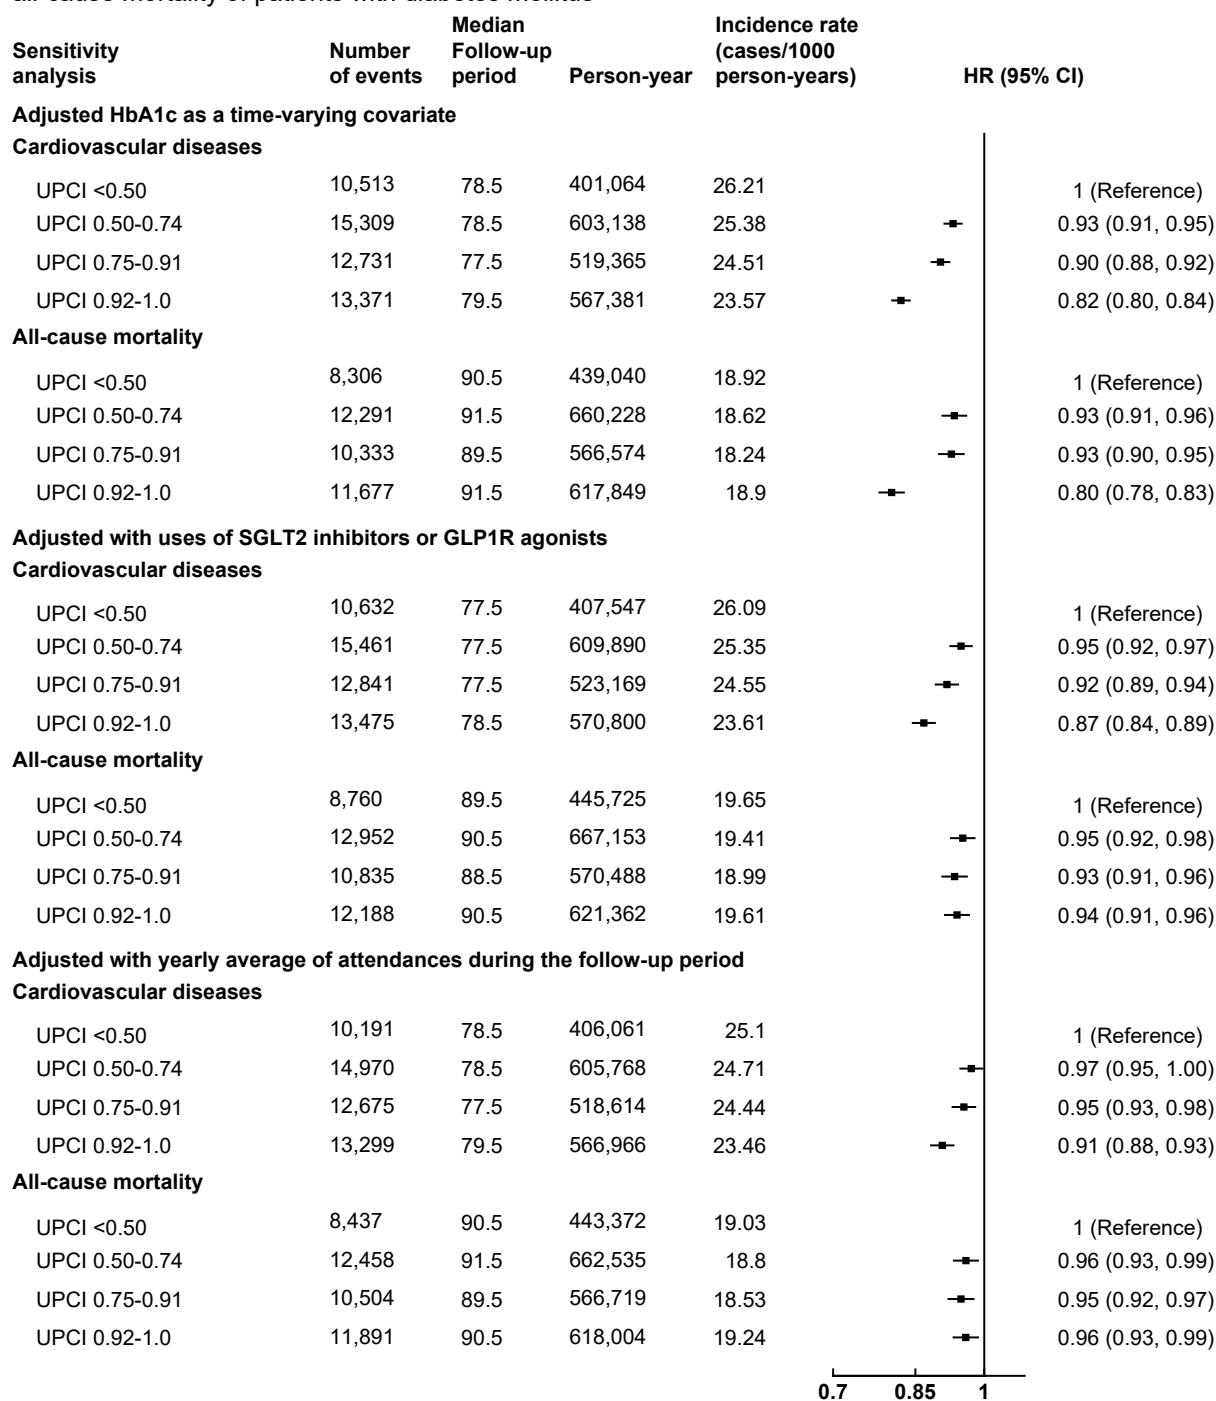 all-cause mortality of patients with diabetes mellitus
Sensitivity analysis Number of events Median Follow-up period Person-year Incidence rate (cases/1000 person-years) HR (95% CI)
Adjusted HbA1c as a time-varying covariate
Cardiovascular diseases
UPCI <0.50 10,513 78.5 401,064 26.21 1 (Reference)
UPCI 0.50-0.74 15,309 78.5 603,138 25.38 0.93 (0.91, 0.95)
UPCI 0.75-0.91 12,731 77.5 519,365 24.51 0.90 (0.88, 0.92)
UPCI 0.92-1.0 13,371 79.5 567,381 23.57 0.82 (0.80, 0.84)
All-cause mortality
UPCI <0.50 8,306 90.5 439,040 18.92 1 (Reference)
UPCI 0.50-0.74 12,291 91.5 660,228 18.62 0.93 (0.91, 0.96)
UPCI 0.75-0.91 10,333 89.5 566,574 18.24 0.93 (0.90, 0.95)
UPCI 0.92-1.0 11,677 91.5 617,849 18.9 0.80 (0.78, 0.83)
Adjusted with uses of SGLT2 inhibitors or GLP1R agonists
Cardiovascular diseases
UPCI <0.50 10,632 77.5 407,547 26.09 1 (Reference)
UPCI 0.50-0.74 15,461 77.5 609,890 25.35 0.95 (0.92, 0.97)
UPCI 0.75-0.91 12,841 77.5 523,169 24.55 0.92 (0.89, 0.94)
UPCI 0.92-1.0 13,475 78.5 570,800 23.61 0.87 (0.84, 0.89)
All-cause mortality
UPCI <0.50 8,760 89.5 445,725 19.65 1 (Reference)
UPCI 0.50-0.74 12,952 90.5 667,153 19.41 0.95 (0.92, 0.98)
UPCI 0.75-0.91 10,835 88.5 570,488 18.99 0.93 (0.91, 0.96)
UPCI 0.92-1.0 12,188 90.5 621,362 19.61 0.94 (0.91, 0.96)
Adjusted with yearly average of attendances during the follow-up period
Cardiovascular diseases
UPCI <0.50 10,191 78.5 406,061 25.1 1 (Reference)
UPCI 0.50-0.74 14,970 78.5 605,768 24.71 0.97 (0.95, 1.00)
UPCI 0.75-0.91 12,675 77.5 518,614 24.44 0.95 (0.93, 0.98)
UPCI 0.92-1.0 13,299 79.5 566,966 23.46 0.91 (0.88, 0.93)
All-cause mortality
UPCI <0.50 8,437 90.5 443,372 19.03 1 (Reference)
UPCI 0.50-0.74 12,458 91.5 662,535 18.8 0.96 (0.93, 0.99)
UPCI 0.75-0.91 10,504 89.5 566,719 18.53 0.95 (0.92, 0.97)
UPCI 0.92-1.0 11,891 90.5 618,004 19.24 0.96 (0.93, 0.99)
0.7 0.85 1